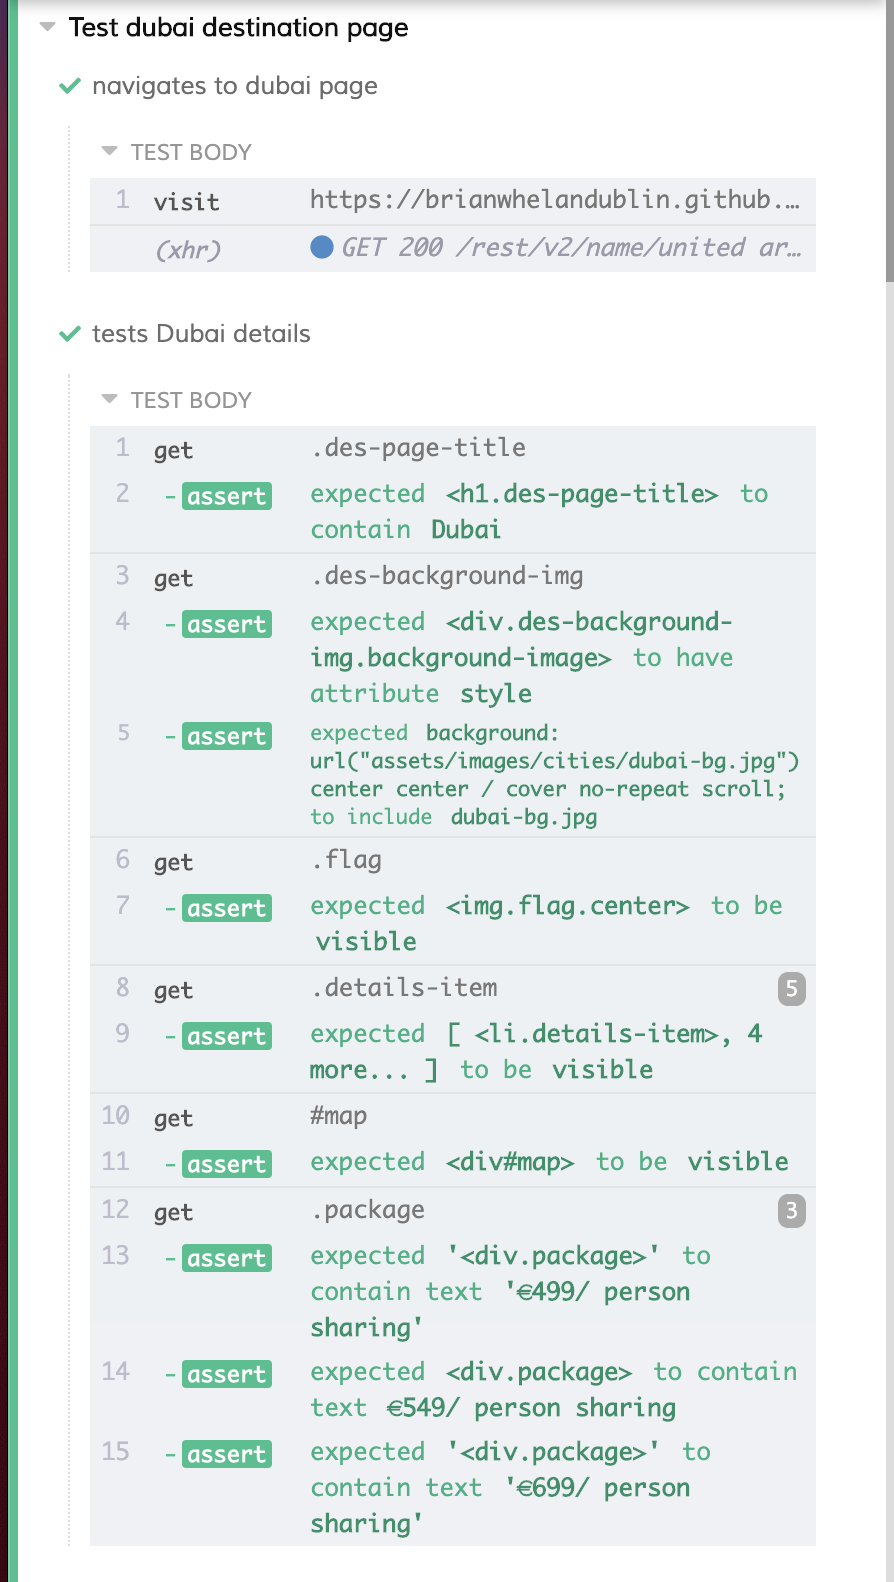 Test dubai destination page
navigates to dubai page
TEST BODY
1 visit https://brianwhelandublin.github.…
(xhr) GET 200 /rest/v2/name/united ar…
tests Dubai details
TEST BODY
1 get .des-page-title
2 -assert expected <h1.des-page-title> to
contain Dubai
3 get .des-background-img
4 -assert expected <div.des-background-
img.background-image> to have
attribute style
5 -assert expected background:
url("assets/images/cities/dubai-bg.jpg")
center center / cover no-repeat scroll;
to include dubai-bg.jpg
6 get .flag
7 -assert expected <img.flag.center> to be
visible
8 get .details-item 5
9 -assert expected [ <li.details-item>, 4
more... ] to be visible
10 get #map
11 -assert expected <div#map> to be visible
12 get .package 3
13 -assert expected '<div.package>' to
contain text '€499/ person
sharing'
14 -assert expected <div.package> to contain
text €549/ person sharing
15 -assert expected '<div.package>' to
contain text '€699/ person
sharing'